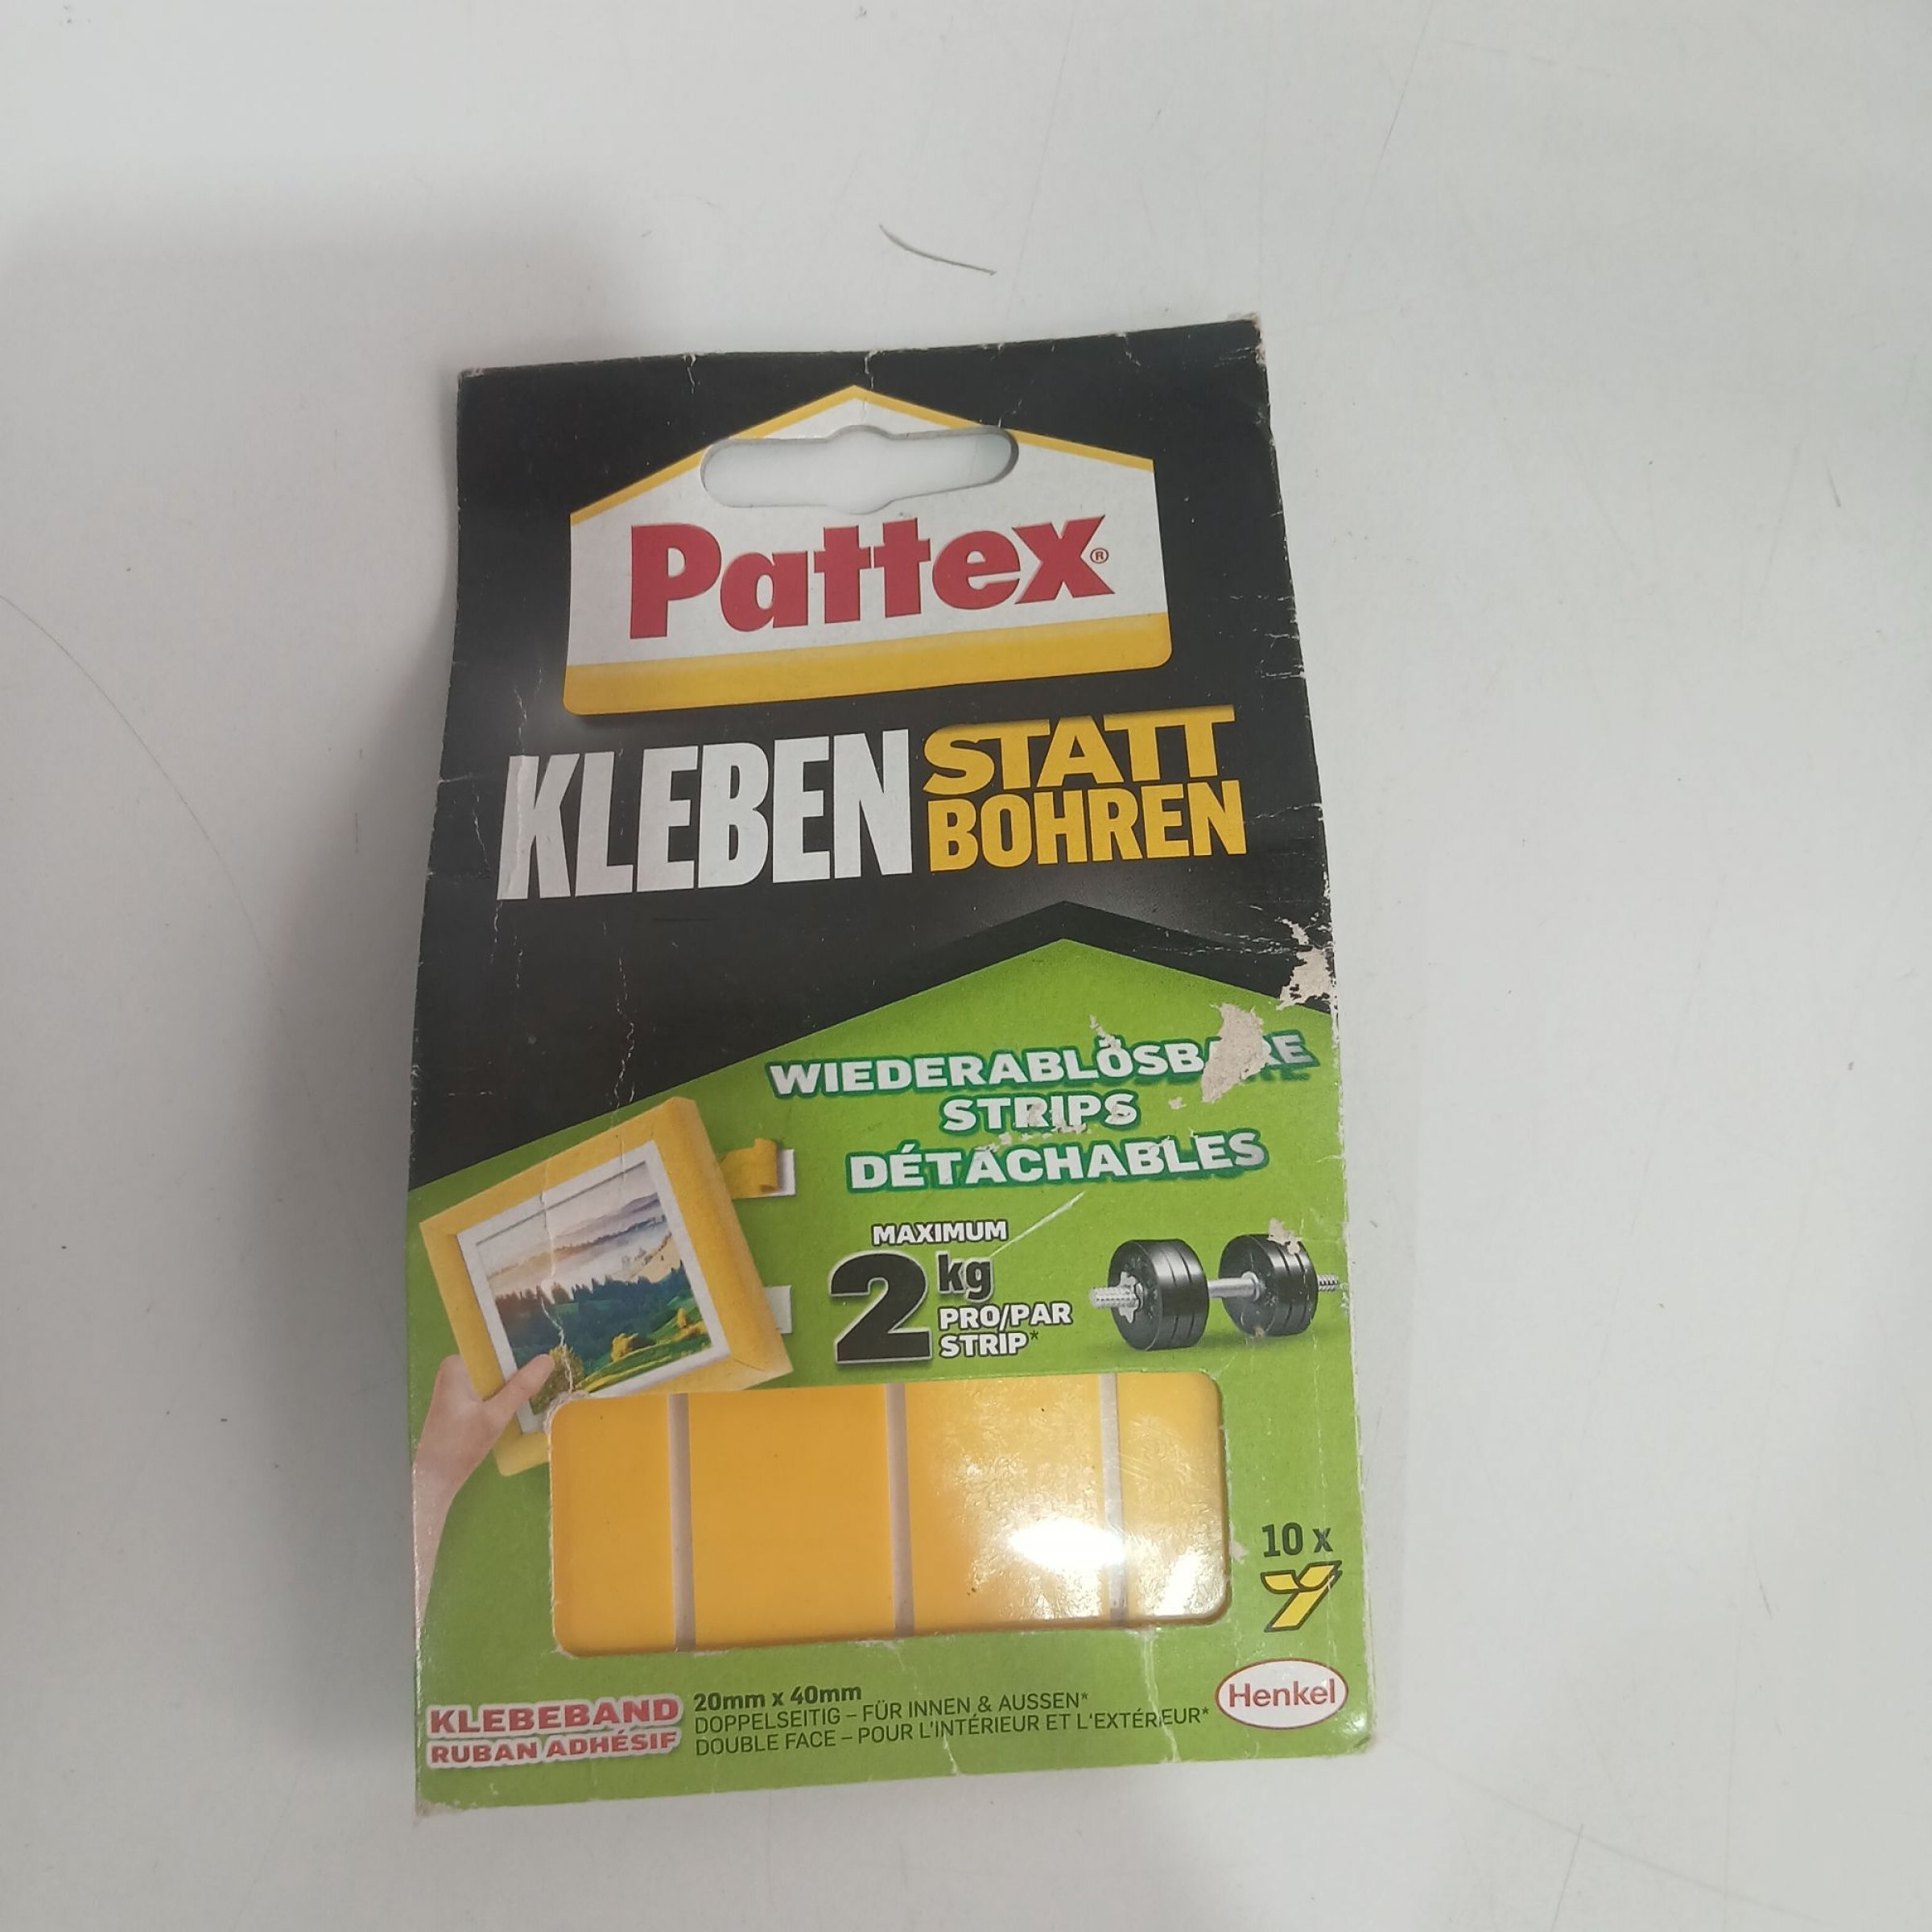 Pattex®
KLEBEN STATT
BOHREN
STRIPS
DÉTACHABLES
MAXIMUM
2 kg
PRO/PAR
STRIP*
10 x
KLEBEBAND
RUBAN ADHÉSIF
20mm x 40mm
DOPPELSEITIG – FÜR INNEN & AUSSEN*
DOUBLE FACE – POUR L'INTÉRIEUR ET L'EXTÉRIEUR*
Henkel